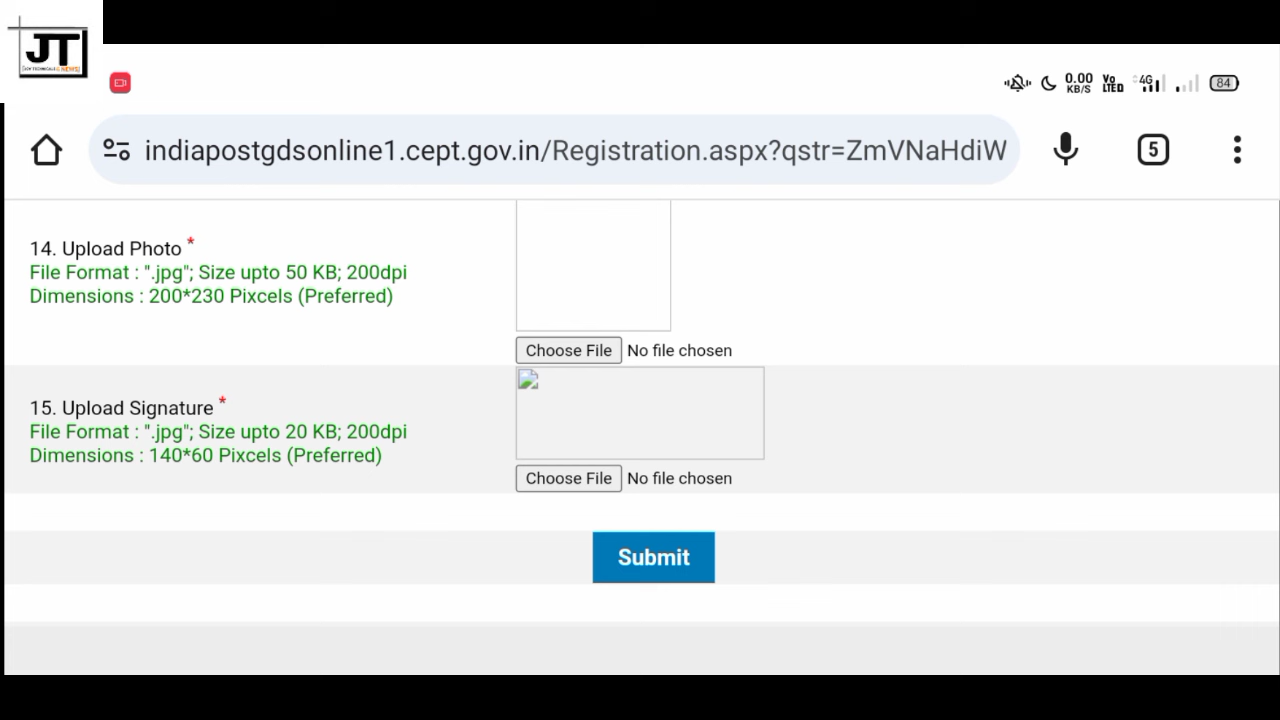 JT
0.00
KB/S
Vo
LTED
4G
84
indiapostgdsonline1.cept.gov.in/Registration.aspx?qstr=ZmVNaHdiW
5
14. Upload Photo *
File Format : ".jpg"; Size upto 50 KB; 200dpi
Dimensions : 200*230 Pixcels (Preferred)
Choose File No file chosen
15. Upload Signature *
File Format : ".jpg"; Size upto 20 KB; 200dpi
Dimensions : 140*60 Pixcels (Preferred)
Choose File No file chosen
Submit